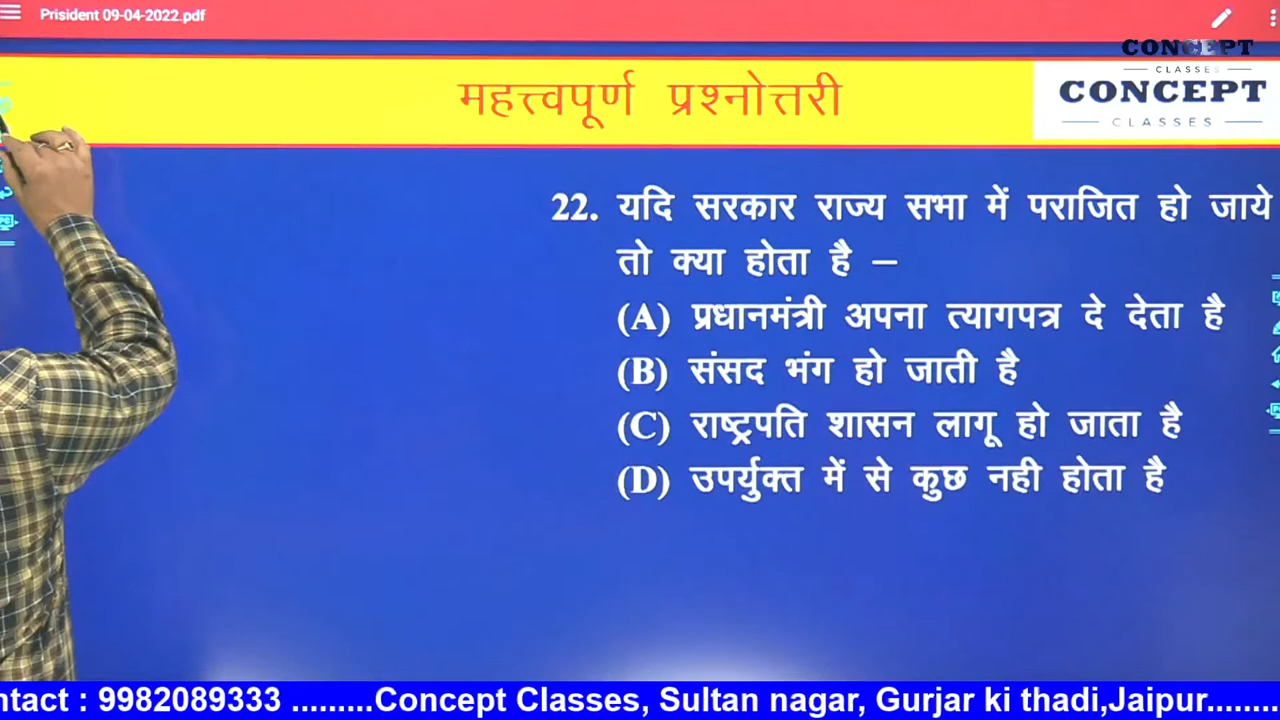 Prisident 09-04-2022.pdf
CONCEPT
CLASSES
महत्त्वपूर्ण प्रश्नोत्तरी
CONCEPT
CLASSES
22. यदि सरकार राज्य सभा में पराजित हो जाये
तो क्या होता है –
(A) प्रधानमंत्री अपना त्यागपत्र दे देता है
(B) संसद भंग हो जाती है
(C) राष्ट्रपति शासन लागू हो जाता है
(D) उपर्युक्त में से कुछ नही होता है
ntact : 9982089333 .........Concept Classes, Sultan nagar, Gurjar ki thadi,Jaipur........